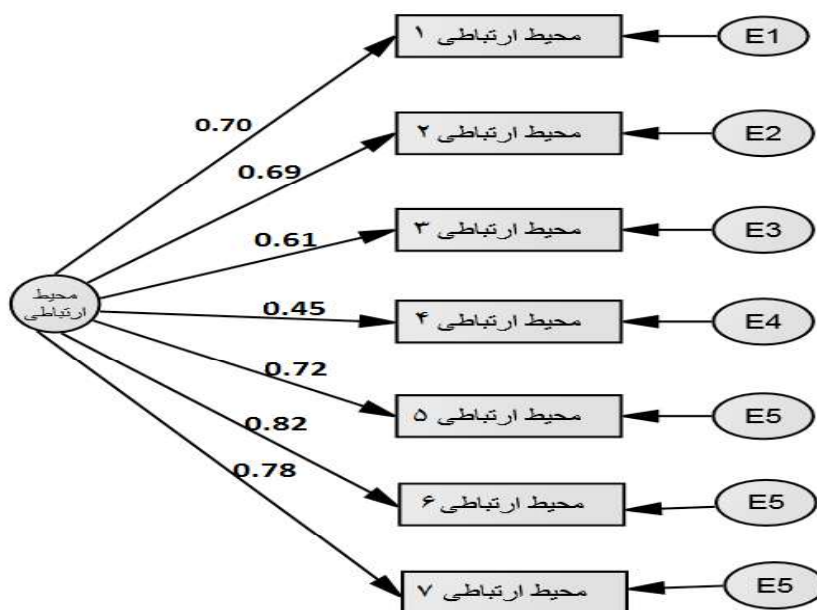 محیط ارتباطی ۱
E1
0.70
محیط ارتباطی ۲
E2
0.69
محیط ارتباطی ۳
E3
0.61
محیط
ارتباطی
0.45
محیط ارتباطی ۴
E4
0.72
محیط ارتباطی ۵
E5
0.82
0.78
محیط ارتباطی ۶
E5
محیط ارتباطی ۷
E5